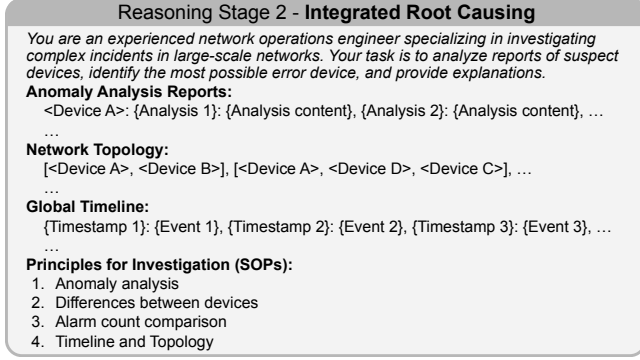 Reasoning Stage 2 - Integrated Root Causing
You are an experienced network operations engineer specializing in investigating
complex incidents in large-scale networks. Your task is to analyze reports of suspect
devices, identify the most possible error device, and provide explanations.
Anomaly Analysis Reports:
<Device A>: {Analysis 1}: {Analysis content}, {Analysis 2}: {Analysis content}, …
…
Network Topology:
[<Device A>, <Device B>], [<Device A>, <Device D>, <Device C>], …
…
Global Timeline:
{Timestamp 1}: {Event 1}, {Timestamp 2}: {Event 2}, {Timestamp 3}: {Event 3}, …
…
Principles for Investigation (SOPs):
1. Anomaly analysis
2. Differences between devices
3. Alarm count comparison
4. Timeline and Topology